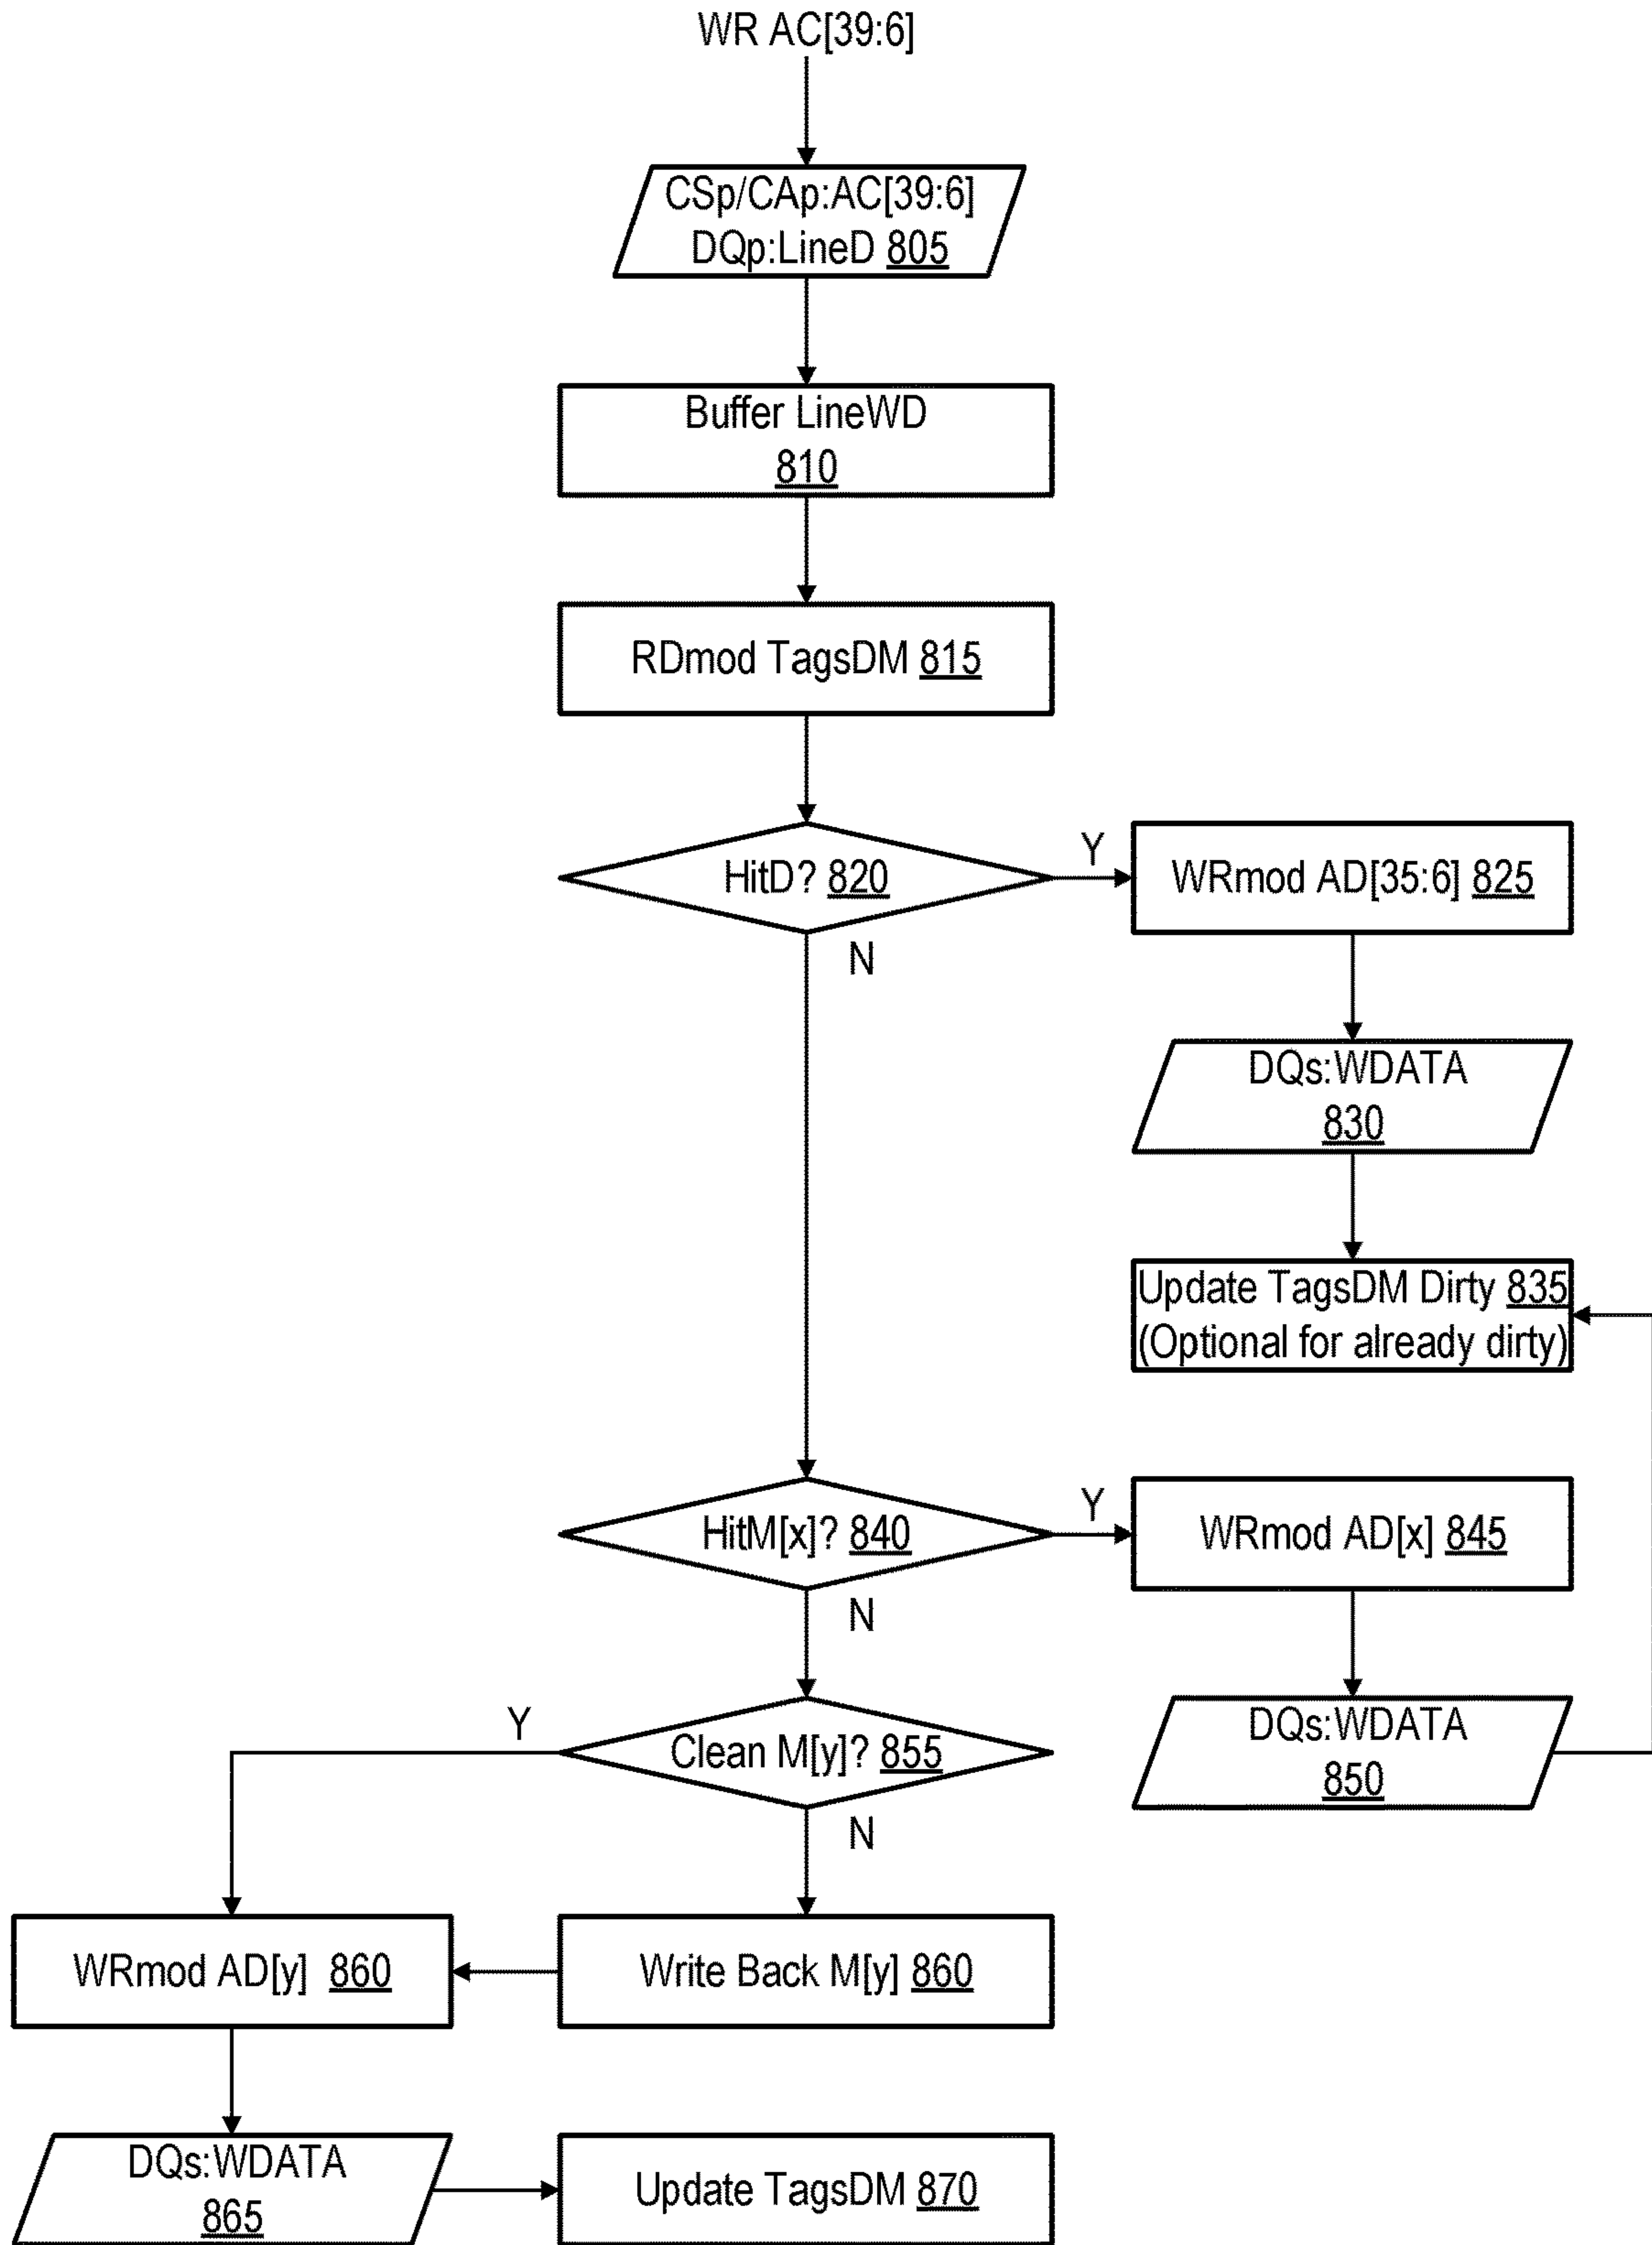 WR AC[39:6]
CSp/CAp:AC[39:6]
DQp:LineD 805
Buffer LineWD
810
RDmod TagsDM 815
HitD? 820
Y
WRmod AD[35:6] 825
N
DQs:WDATA
830
Update TagsDM Dirty 835
(Optional for already dirty)
HitM[x]? 840
Y
WRmod AD[x] 845
N
Y
Clean M[y]? 855
DQs:WDATA
850
N
WRmod AD[y] 860
Write Back M[y] 860
DQs:WDATA
865
Update TagsDM 870